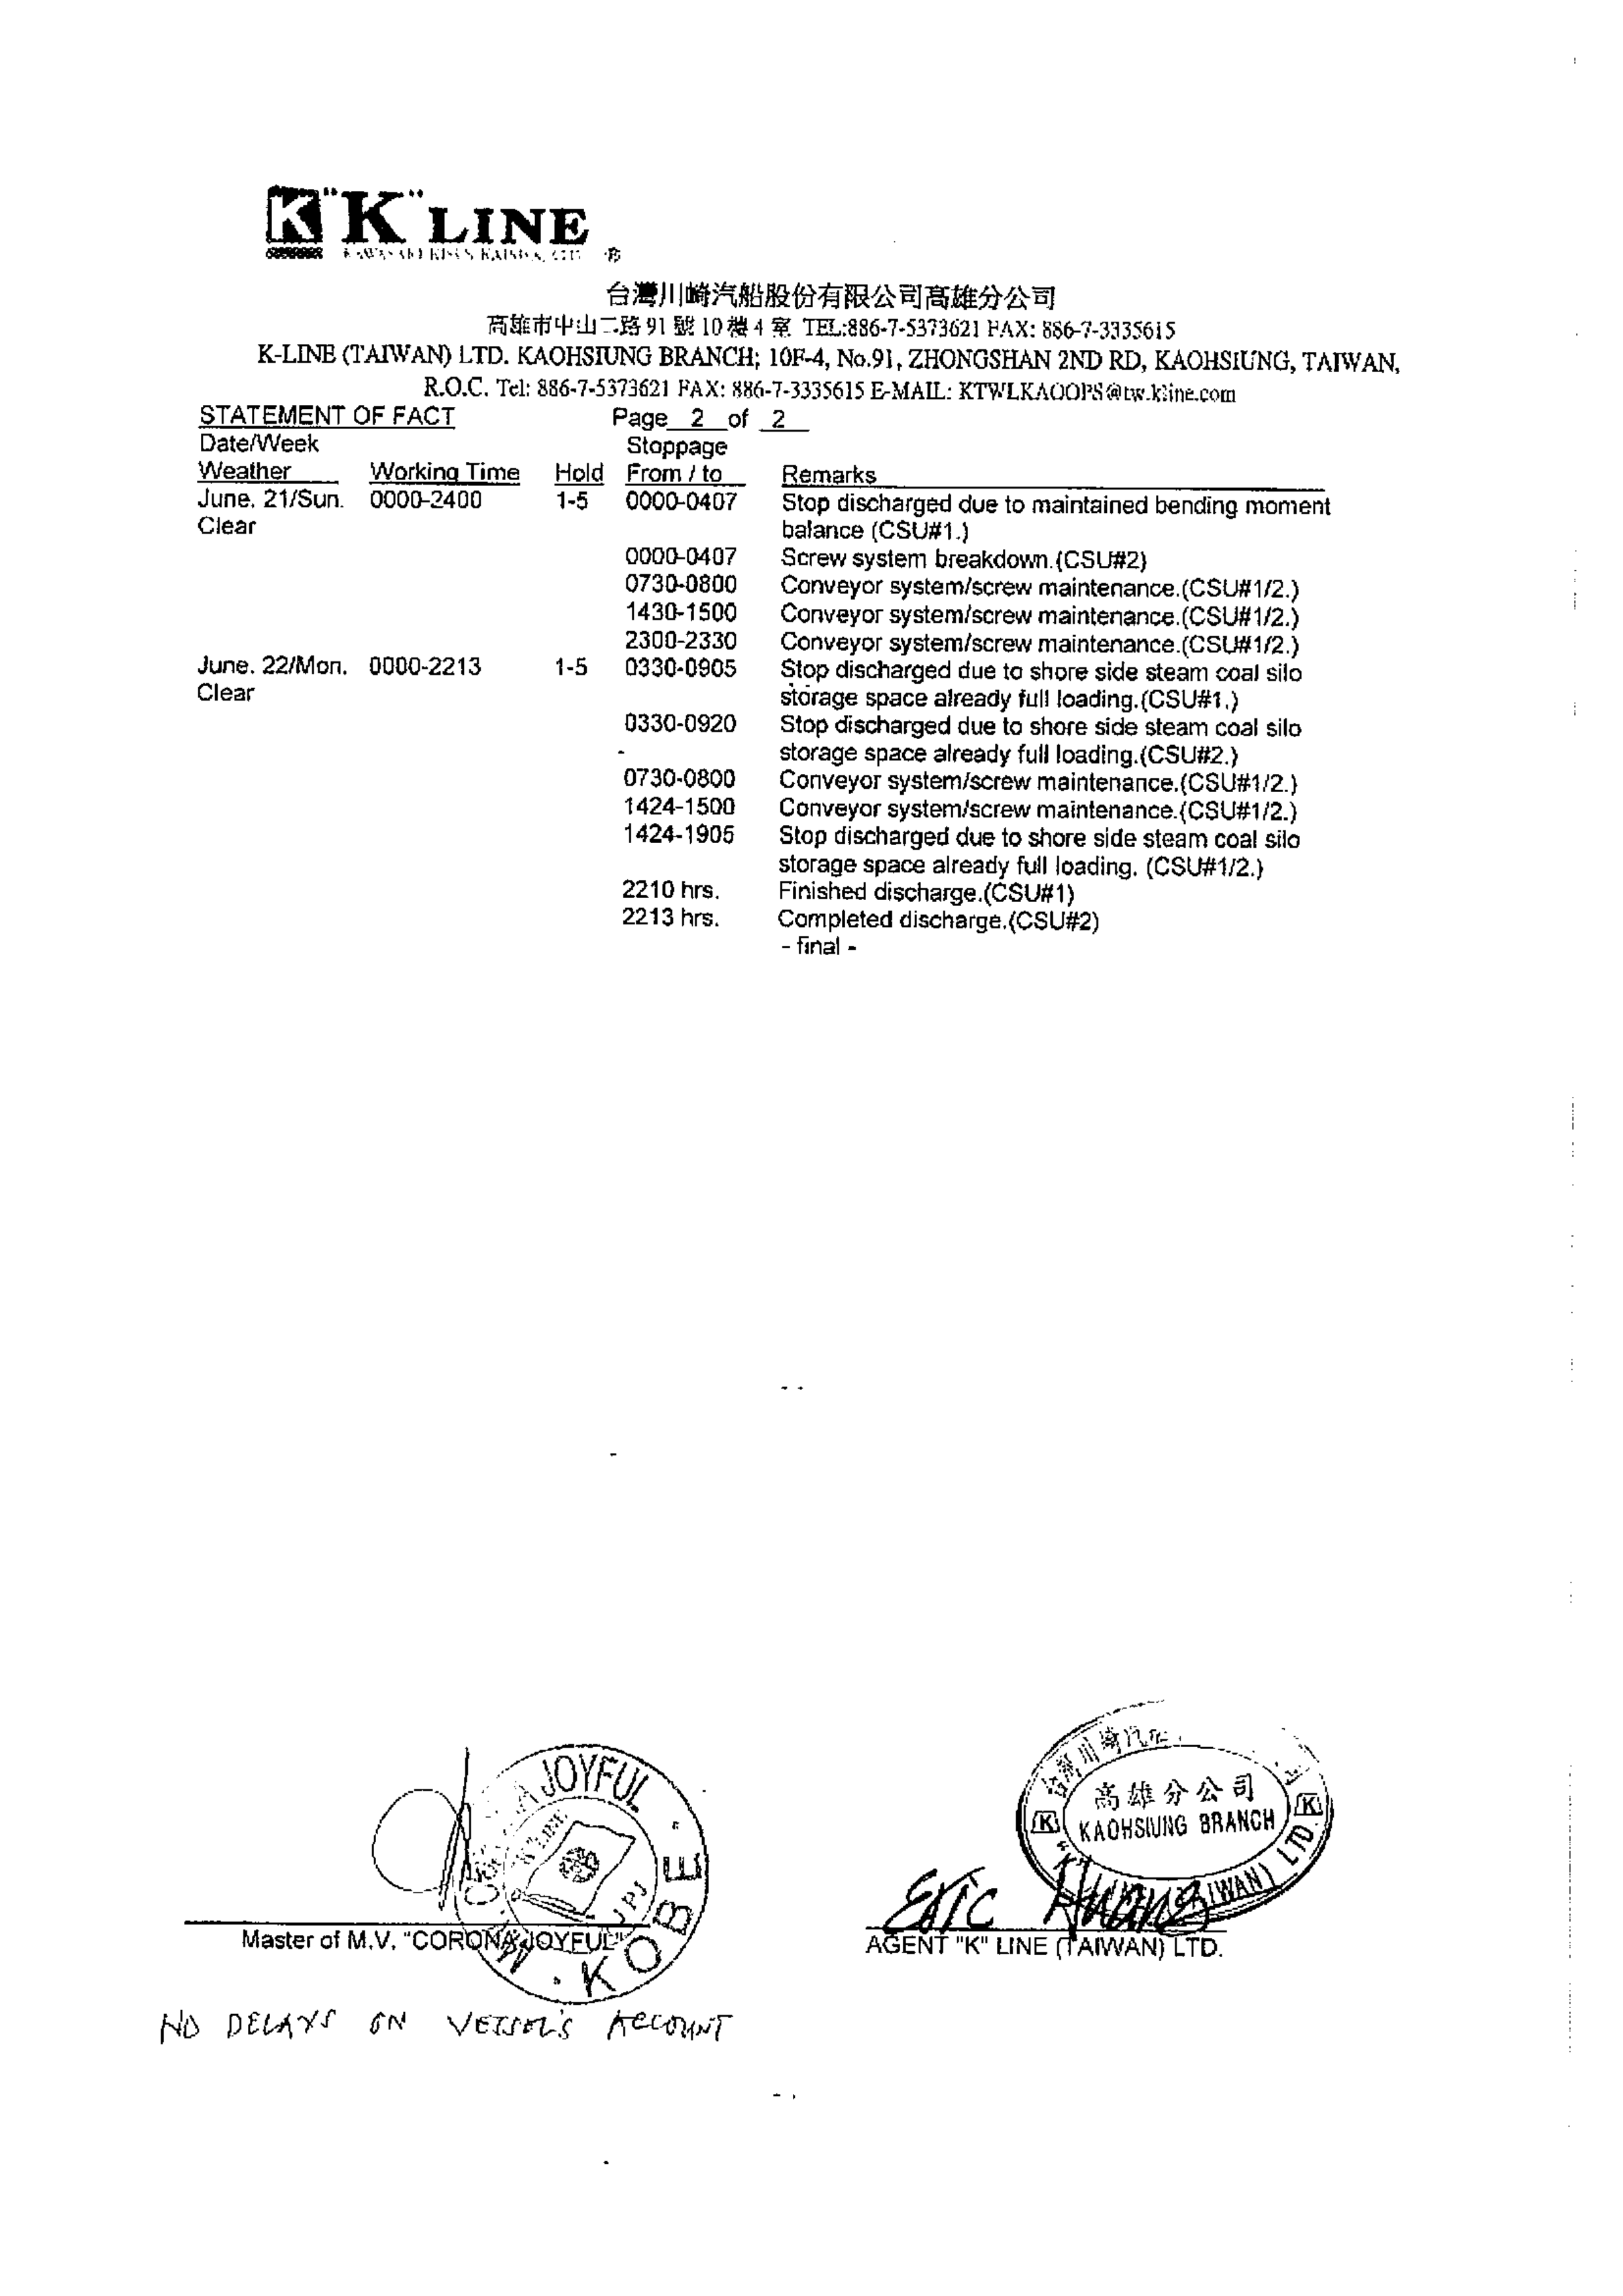 K "K" LINE
KAWASAKI KISEN KAISHA, LTD. ®
台灣川崎汽船股份有限公司高雄分公司
高雄市中山二路 91 號 10 樓 4 室 TEL:886-7-5373621 FAX: 886-7-3335615
K-LINE (TAIWAN) LTD. KAOHSIUNG BRANCH; 10F-4, No.91, ZHONGSHAN 2ND RD, KAOHSIUNG, TAIWAN,
R.O.C. Tel: 886-7-5373621 FAX: 886-7-3335615 E-MAIL: KTWLKAOOPS@tw.kline.com
STATEMENT OF FACT Page 2 of 2
Date/Week Stoppage
Weather Working Time Hold From / to Remarks
June. 21/Sun. 0000-2400 1-5 0000-0407 Stop discharged due to maintained bending moment
Clear balance (CSU#1.)
0000-0407 Screw system breakdown.(CSU#2)
0730-0800 Conveyor system/screw maintenance.(CSU#1/2.)
1430-1500 Conveyor system/screw maintenance.(CSU#1/2.)
2300-2330 Conveyor system/screw maintenance.(CSU#1/2.)
June. 22/Mon. 0000-2213 1-5 0330-0905 Stop discharged due to shore side steam coal silo
Clear storage space already full loading.(CSU#1.)
0330-0920 Stop discharged due to shore side steam coal silo
storage space already full loading.(CSU#2.)
0730-0800 Conveyor system/screw maintenance.(CSU#1/2.)
1424-1500 Conveyor system/screw maintenance.(CSU#1/2.)
1424-1905 Stop discharged due to shore side steam coal silo
storage space already full loading. (CSU#1/2.)
2210 hrs. Finished discharge.(CSU#1)
2213 hrs. Completed discharge.(CSU#2)
- final -
JOYFUL
KOBE
高雄分公司
K KAOHSIUNG BRANCH K
LTD.
Eric Huang
Master of M.V. "CORONA JOYFUL" AGENT "K" LINE (TAIWAN) LTD.
NO DELAYS ON VESSEL'S ACCOUNT